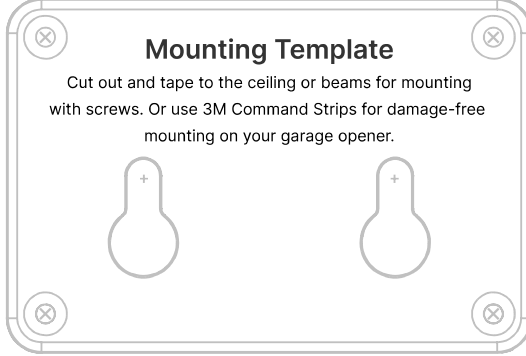 Mounting Template
Cut out and tape to the ceiling or beams for mounting
with screws. Or use 3M Command Strips for damage-free
mounting on your garage opener.